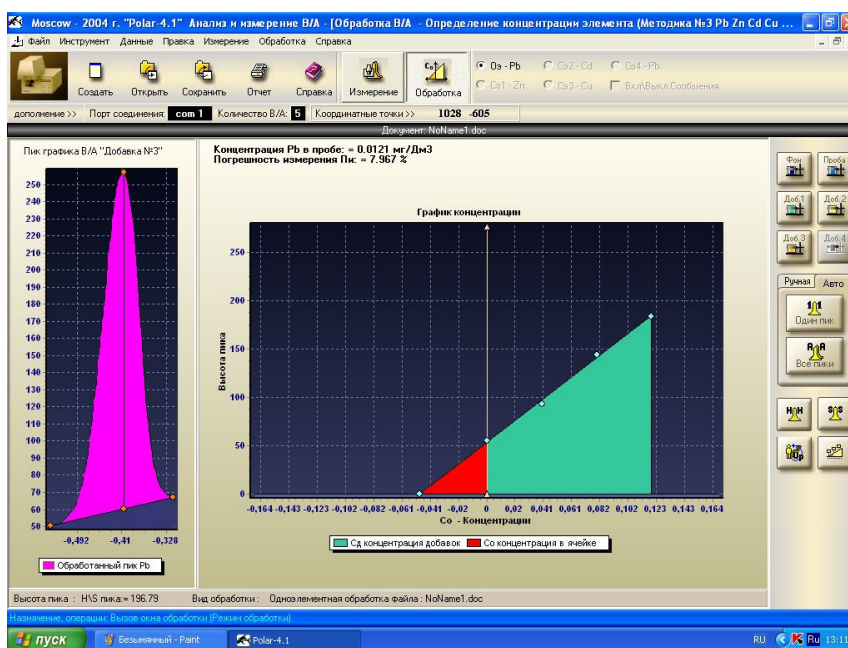 Moscow - 2004 г. "Polar-4.1" Анализ и измерение В/А - [Обработка В/А - Определение концентрации элемента (Методика №3 Pb Zn Cd Cu ...
Файл Инструмент Данные Правка Измерение Обработка Справка
Создать Открыть Сохранить Отчет Справка Измерение Обработка
Оэ - Pb Сэ2 - Cd Сэ4 - Pb
Сэ1 - Zn Сэ3 - Cu Вкл\Выкл Сообщения
дополнение >> Порт соединения: com 1 Количество В/А: 5 Координатные точки >> 1028 -605
Документ: NoName1.doc
Пик графика В/А "Добавка №3"
Концентрация Pb в пробе: = 0.0121 мг/Дм3
Погрешность измерения Пи: = 7.967 %
График концентрации
250
240
230
220
210
200
190
180
170
160
150
140
130
120
110
100
90
80
70
60
50
-0,492 -0,41 -0,328
Обработанный пик Pb
Высота пика
250
200
150
100
50
0
-0,164 -0,143 -0,123 -0,102 -0,082 -0,061 -0,041 -0,02 0 0,02 0,041 0,061 0,082 0,102 0,123 0,143 0,164
Со - Концентрации
Сд концентрация добавок Со концентрация в ячейке
Фон Проба
Доб.1 Доб.2
Доб.3 Доб.4
Ручная Авто
Один пик
Все пики
Высота пика : H\S пика:= 196.79 Вид обработки : Одноэлементная обработка файла : NoName1.doc
Назначение, операции: Вызов окна обработки (Режим обработки)
пуск Безымянный - Paint Polar-4.1 RU Ru 13:11